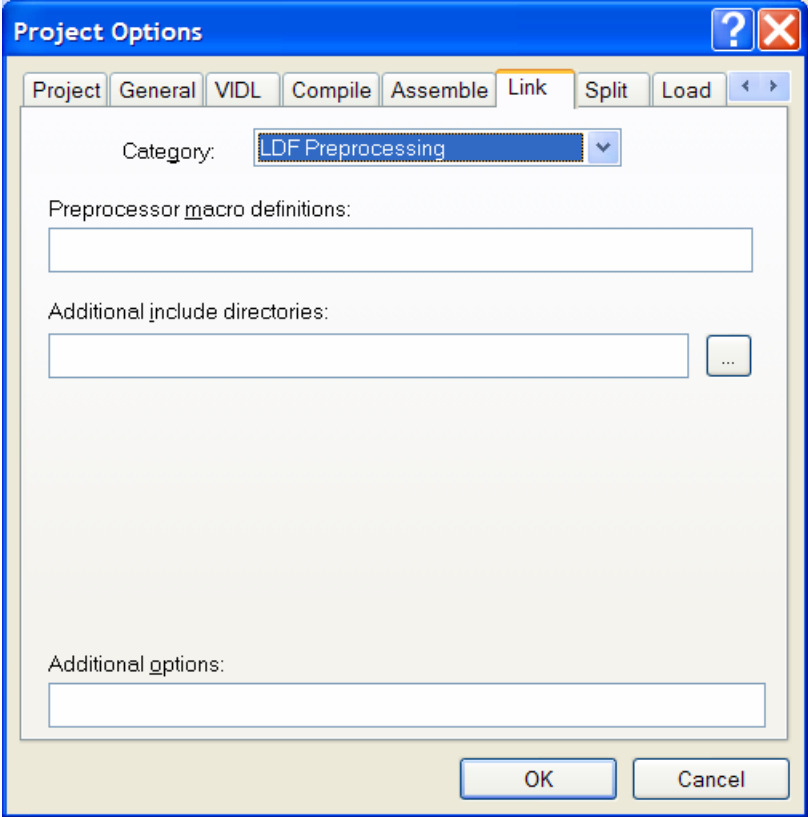 Project Options
Project General VIDL Compile Assemble Link Split Load
Category: LDF Preprocessing
Preprocessor macro definitions:
Additional include directories:
...
Additional options:
OK Cancel